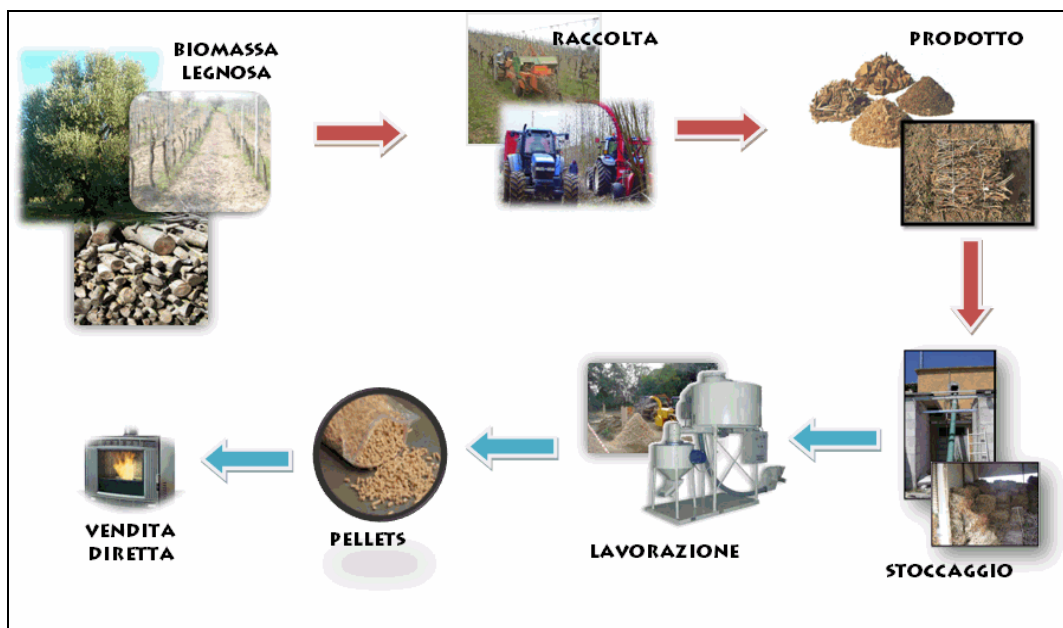 BIOMASSA
LEGNOSA
RACCOLTA
PRODOTTO
STOCCAGGIO
LAVORAZIONE
PELLETS
VENDITA
DIRETTA